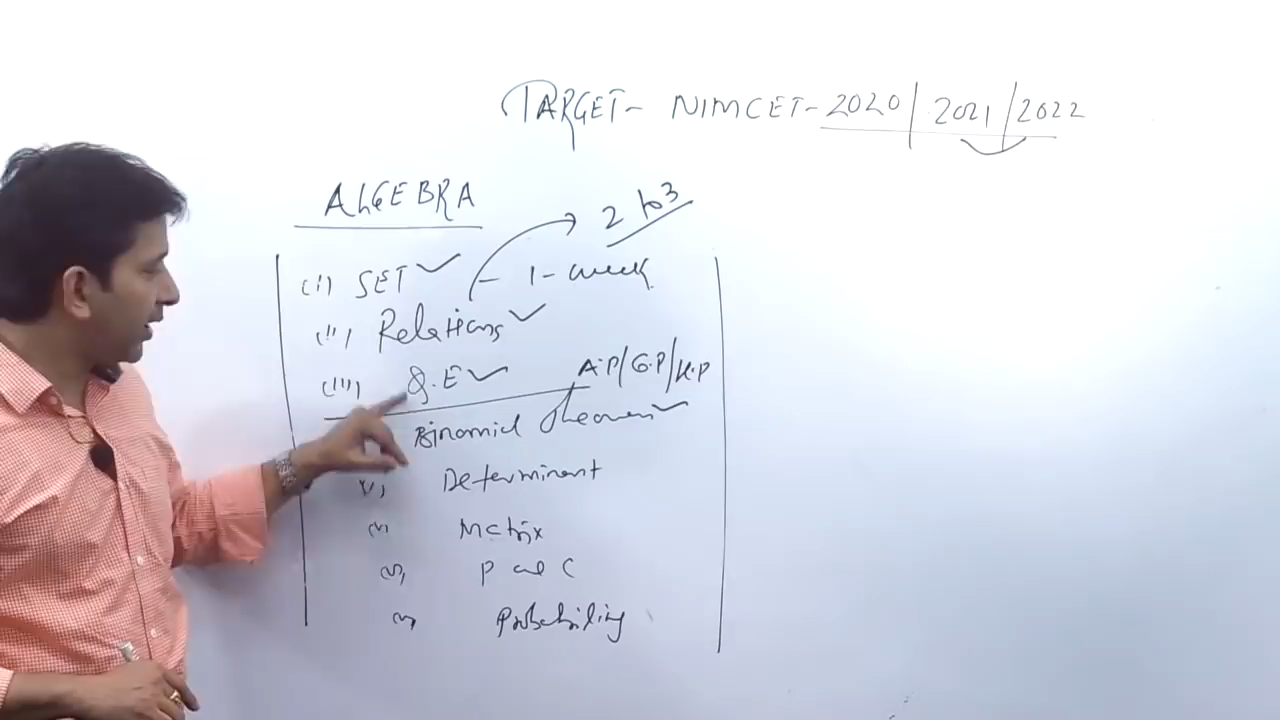 TARGET- NIMCET- 2020/2021/2022
ALGEBRA
2 to 3
(i) SET ✓ - 1- week
(ii) Relations ✓
(iii) Q.E ✓ A.P/G.P/H.P
Binomial Theorem ✓
Determinant
Matrix
P and C
Probability